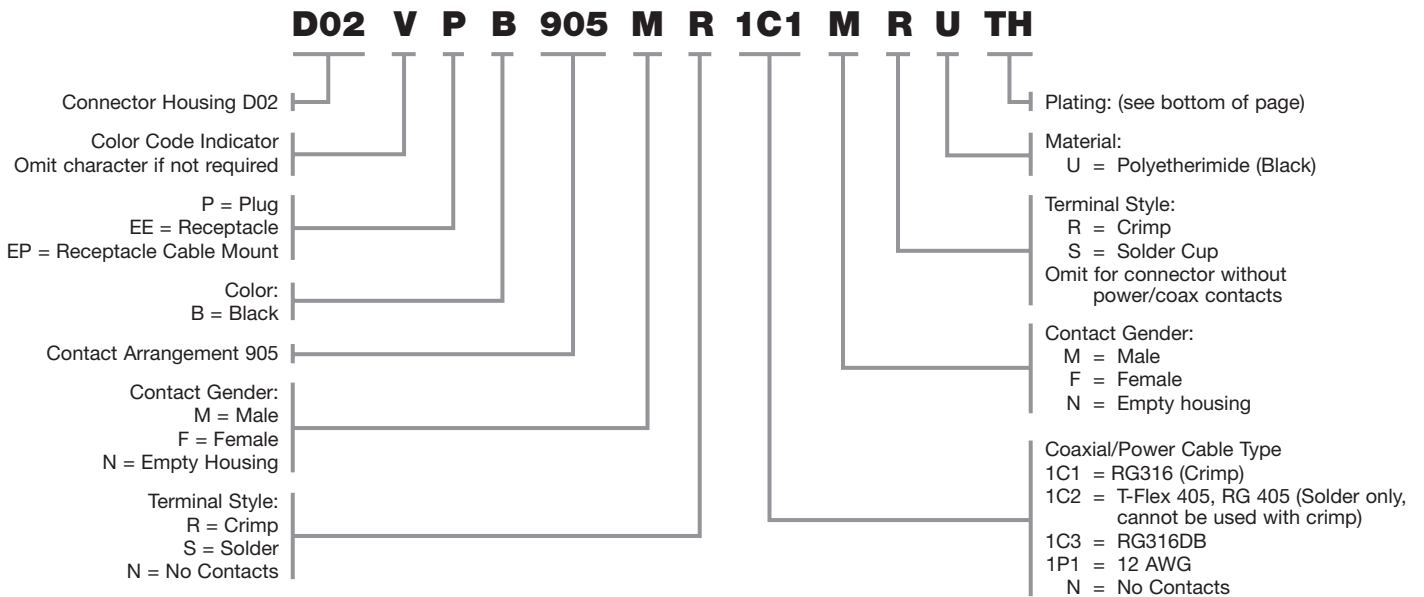 D02 V P B 905 M R 1C1 M R U TH
Connector Housing D02
Color Code Indicator
Omit character if not required
P = Plug
EE = Receptacle
EP = Receptacle Cable Mount
Color:
B = Black
Contact Arrangement 905
Contact Gender:
M = Male
F = Female
N = Empty Housing
Terminal Style:
R = Crimp
S = Solder
N = No Contacts
Plating: (see bottom of page)
Material:
U = Polyetherimide (Black)
Terminal Style:
R = Crimp
S = Solder Cup
Omit for connector without
power/coax contacts
Contact Gender:
M = Male
F = Female
N = Empty housing
Coaxial/Power Cable Type
1C1 = RG316 (Crimp)
1C2 = T-Flex 405, RG 405 (Solder only,
cannot be used with crimp)
1C3 = RG316DB
1P1 = 12 AWG
N = No Contacts